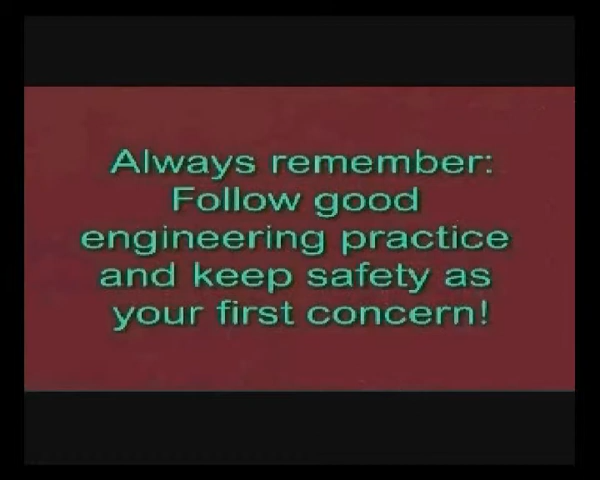 Always remember:
Follow good
engineering practice
and keep safety as
your first concern!